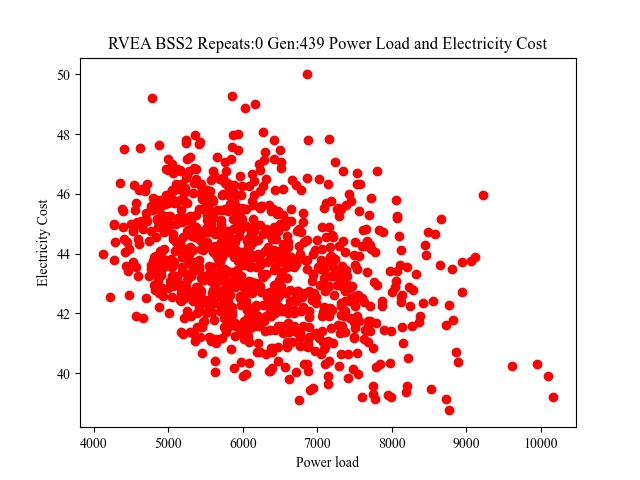 RVEA BSS2 Repeats:0 Gen:439 Power Load and Electricity Cost
50
48
46
44
42
40
Electricity Cost
4000 5000 6000 7000 8000 9000 10000
Power load